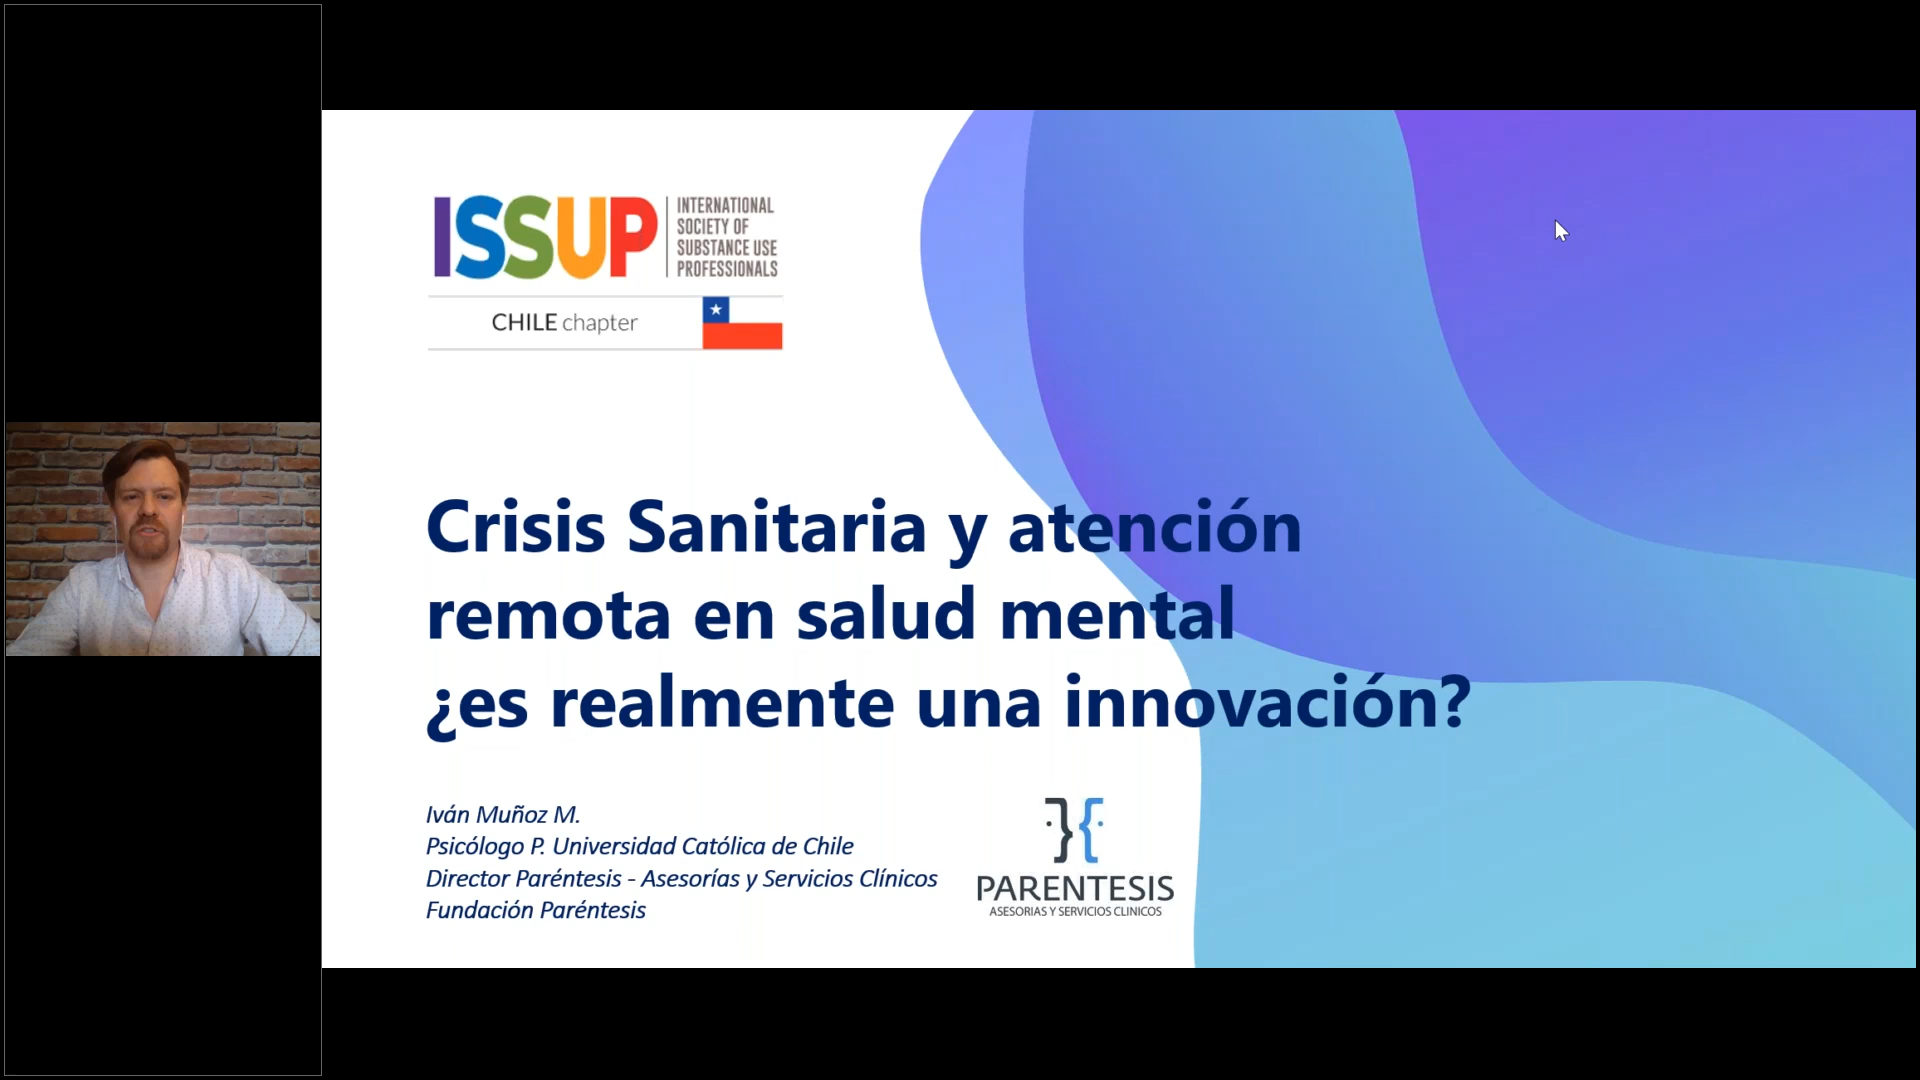 ISSUP
INTERNATIONAL
SOCIETY OF
SUBSTANCE USE
PROFESSIONALS
CHILE chapter
Crisis Sanitaria y atención
remota en salud mental
¿es realmente una innovación?
Iván Muñoz M.
Psicólogo P. Universidad Católica de Chile
Director Paréntesis - Asesorías y Servicios Clínicos
Fundación Paréntesis
PARENTESIS
ASESORIAS Y SERVICIOS CLINICOS